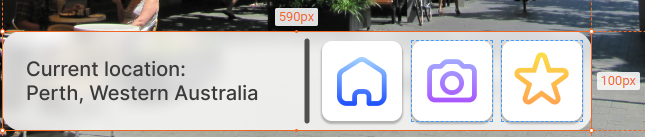 590px
Current location:
Perth, Western Australia
100px